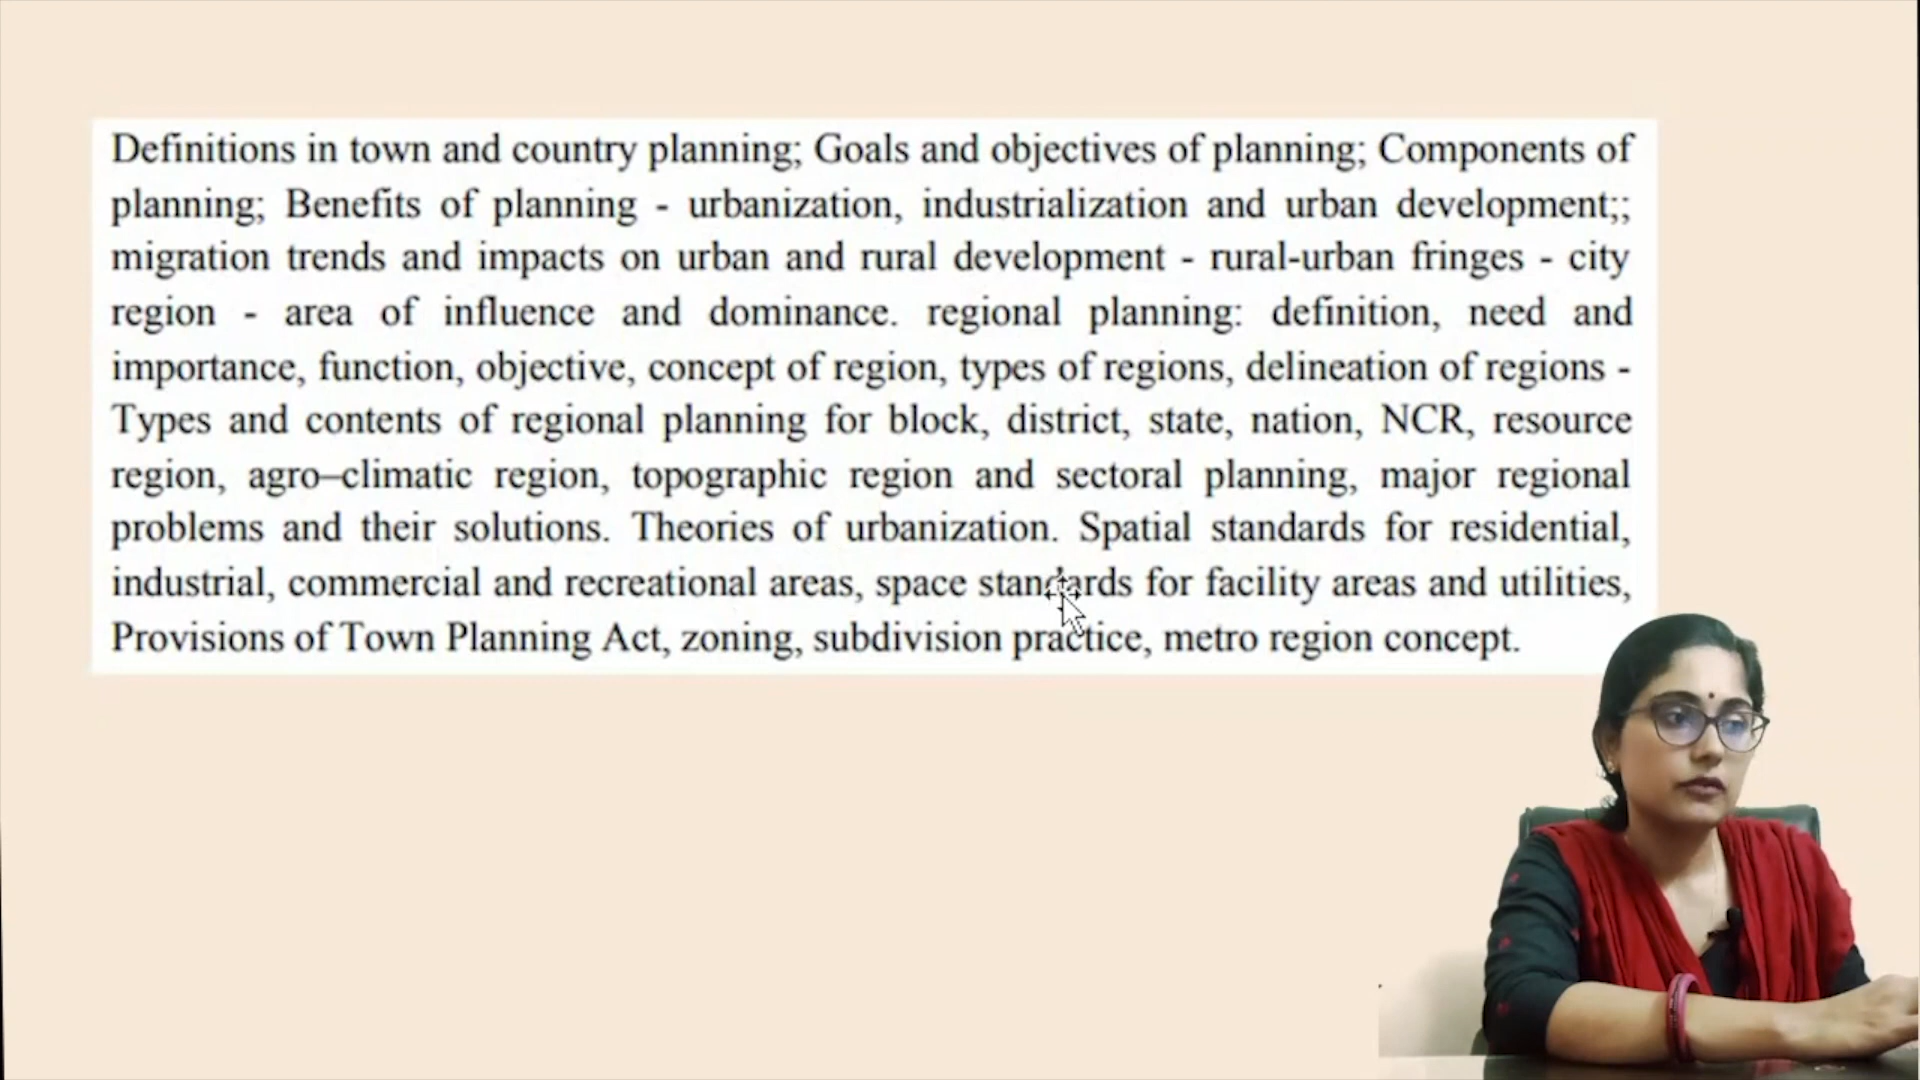 Definitions in town and country planning; Goals and objectives of planning; Components of
planning; Benefits of planning - urbanization, industrialization and urban development;;
migration trends and impacts on urban and rural development - rural-urban fringes - city
region - area of influence and dominance. regional planning: definition, need and
importance, function, objective, concept of region, types of regions, delineation of regions -
Types and contents of regional planning for block, district, state, nation, NCR, resource
region, agro–climatic region, topographic region and sectoral planning, major regional
problems and their solutions. Theories of urbanization. Spatial standards for residential,
industrial, commercial and recreational areas, space standards for facility areas and utilities,
Provisions of Town Planning Act, zoning, subdivision practice, metro region concept.